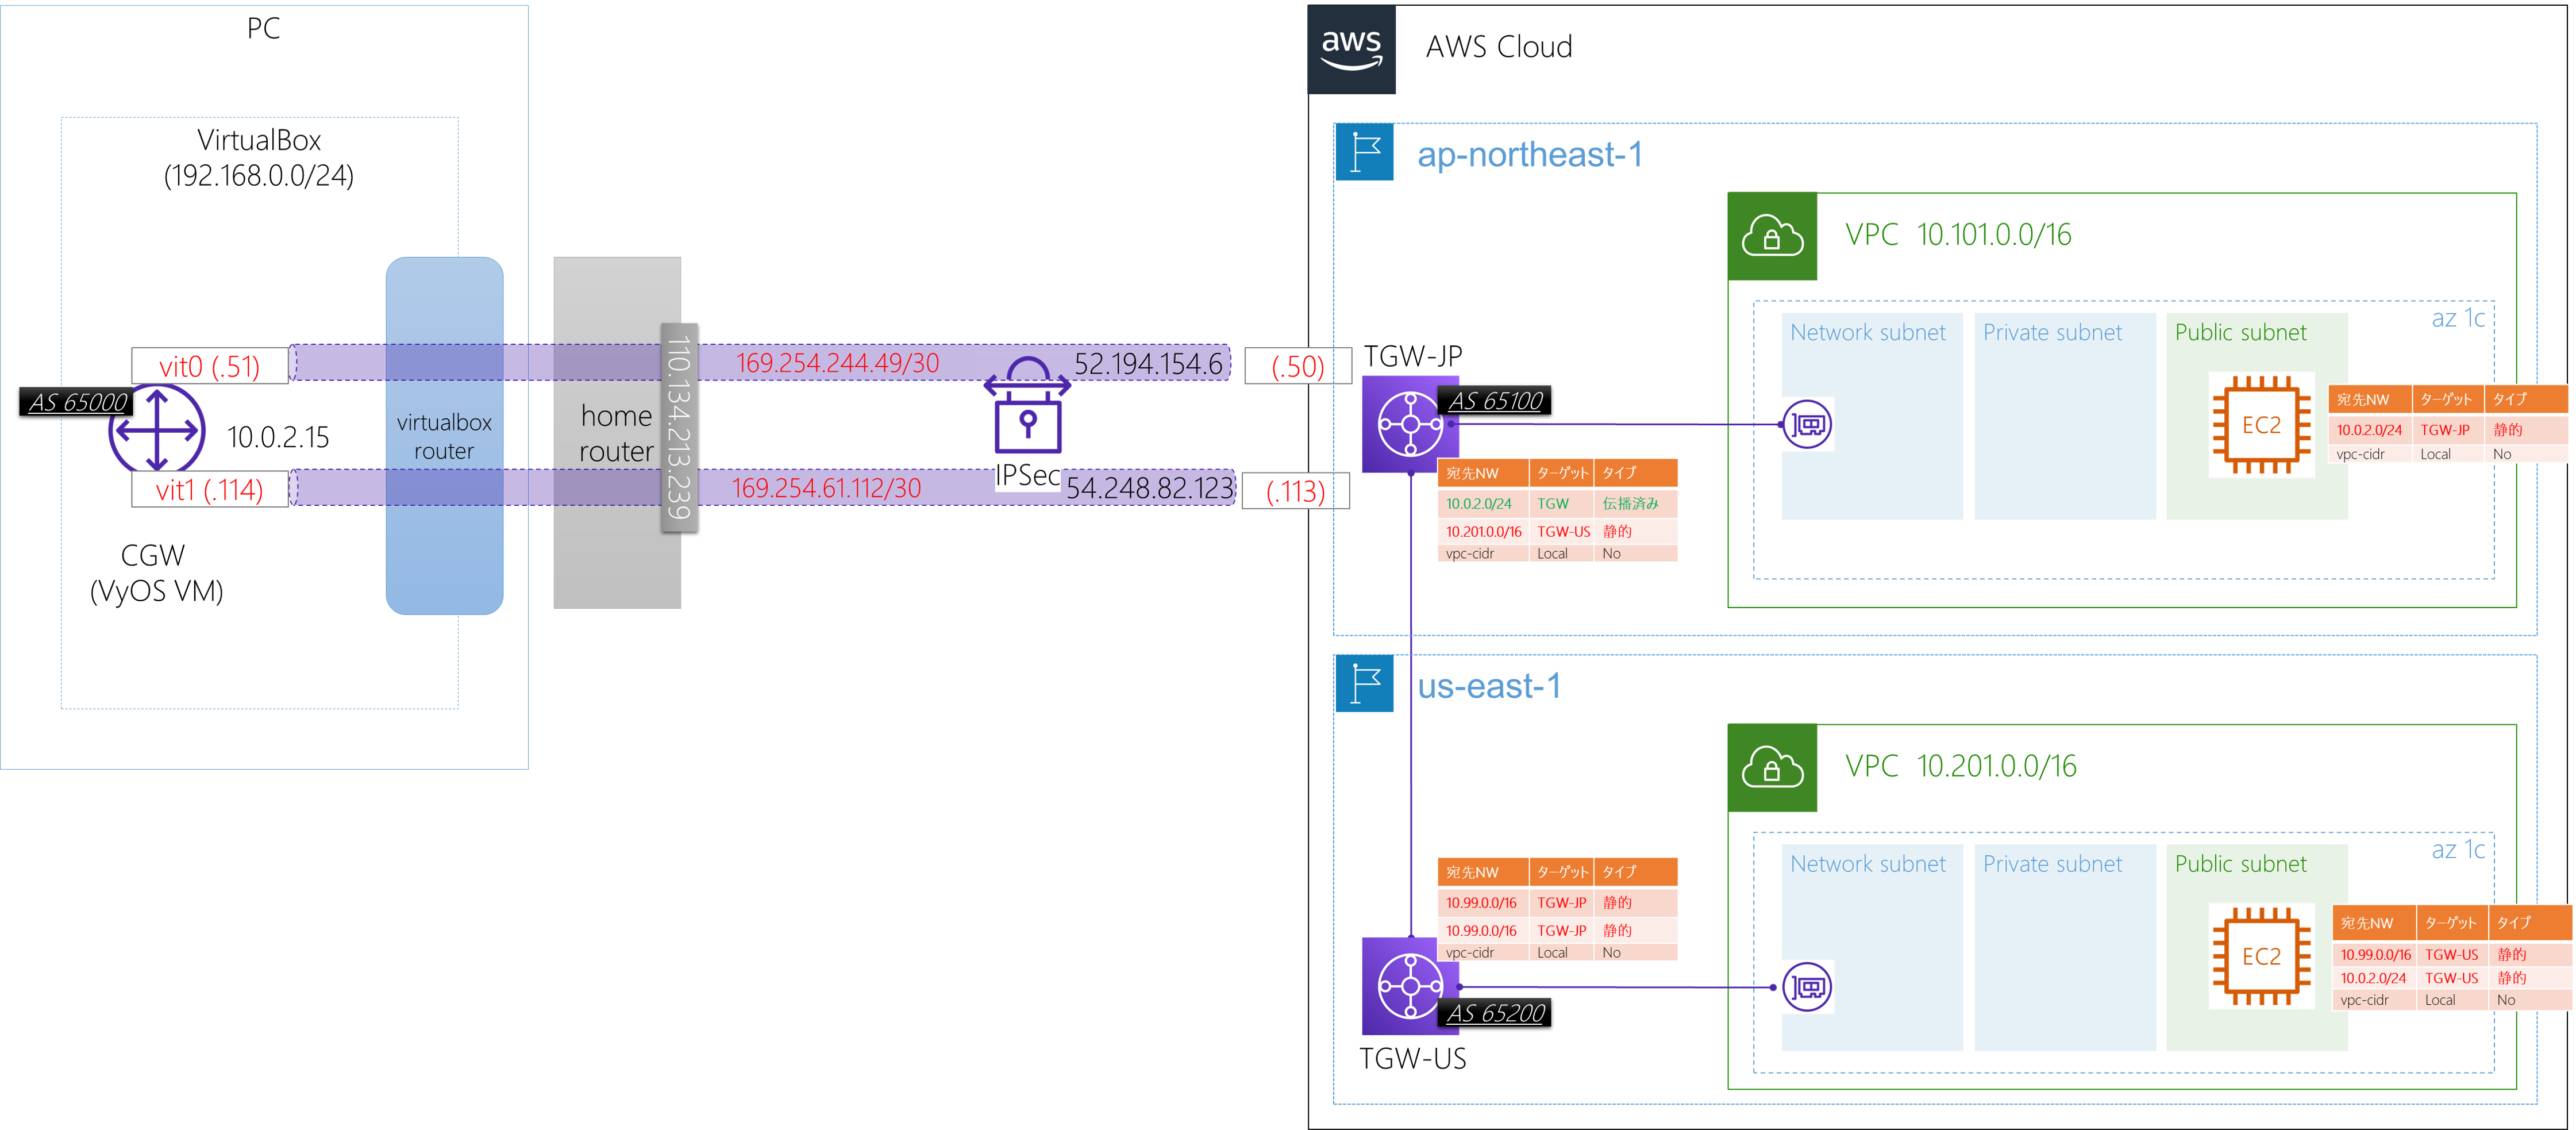 PC
VirtualBox
(192.168.0.0/24)
vit0 (.51)
AS 65000
10.0.2.15
vit1 (.114)
CGW
(VyOS VM)
virtualbox
router
home
router
110.134.213.239
169.254.244.49/30
52.194.154.6
169.254.61.112/30
IPSec
54.248.82.123
(.50)
(.113)
aws
AWS Cloud
ap-northeast-1
TGW-JP
AS 65100
宛先NW ターゲット タイプ
10.0.2.0/24 TGW 伝播済み
10.201.0.0/16 TGW-US 静的
vpc-cidr Local No
VPC 10.101.0.0/16
az 1c
Network subnet
Private subnet
Public subnet
EC2
宛先NW ターゲット タイプ
10.0.2.0/24 TGW-JP 静的
vpc-cidr Local No
us-east-1
宛先NW ターゲット タイプ
10.99.0.0/16 TGW-JP 静的
10.99.0.0/16 TGW-JP 静的
vpc-cidr Local No
AS 65200
TGW-US
VPC 10.201.0.0/16
az 1c
Network subnet
Private subnet
Public subnet
EC2
宛先NW ターゲット タイプ
10.99.0.0/16 TGW-US 静的
10.0.2.0/24 TGW-US 静的
vpc-cidr Local No